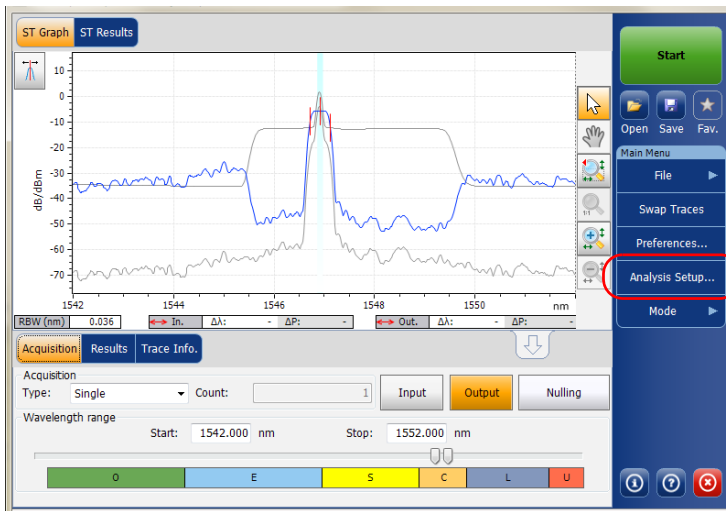 ST Graph ST Results
Start
Open Save Fav.
Main Menu
File
Swap Traces
Preferences...
Analysis Setup...
Mode
dB/dBm
10
0
-10
-20
-30
-40
-50
-60
-70
1542 1544 1546 1548 1550 nm
1:1
RBW (nm) 0.036 In. Δλ: - ΔP: - Out. Δλ: - ΔP: -
Acquisition Results Trace Info.
Acquisition
Type: Single Count: 1 Input Output Nulling
Wavelength range
Start: 1542.000 nm Stop: 1552.000 nm
O E S C L U